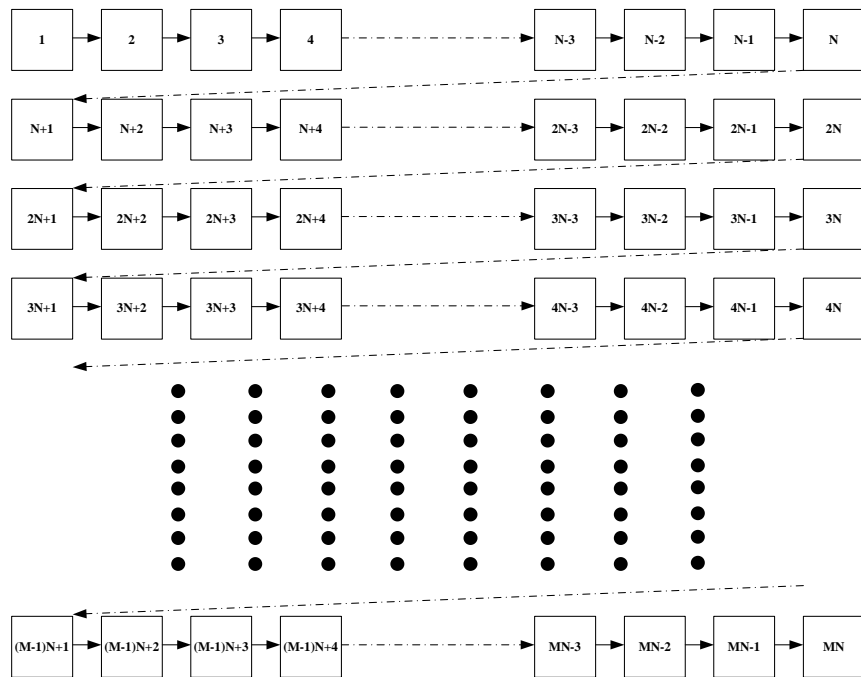 1 2 3 4 N-3 N-2 N-1 N
N+1 N+2 N+3 N+4 2N-3 2N-2 2N-1 2N
2N+1 2N+2 2N+3 2N+4 3N-3 3N-2 3N-1 3N
3N+1 3N+2 3N+3 3N+4 4N-3 4N-2 4N-1 4N
(M-1)N+1 (M-1)N+2 (M-1)N+3 (M-1)N+4 MN-3 MN-2 MN-1 MN